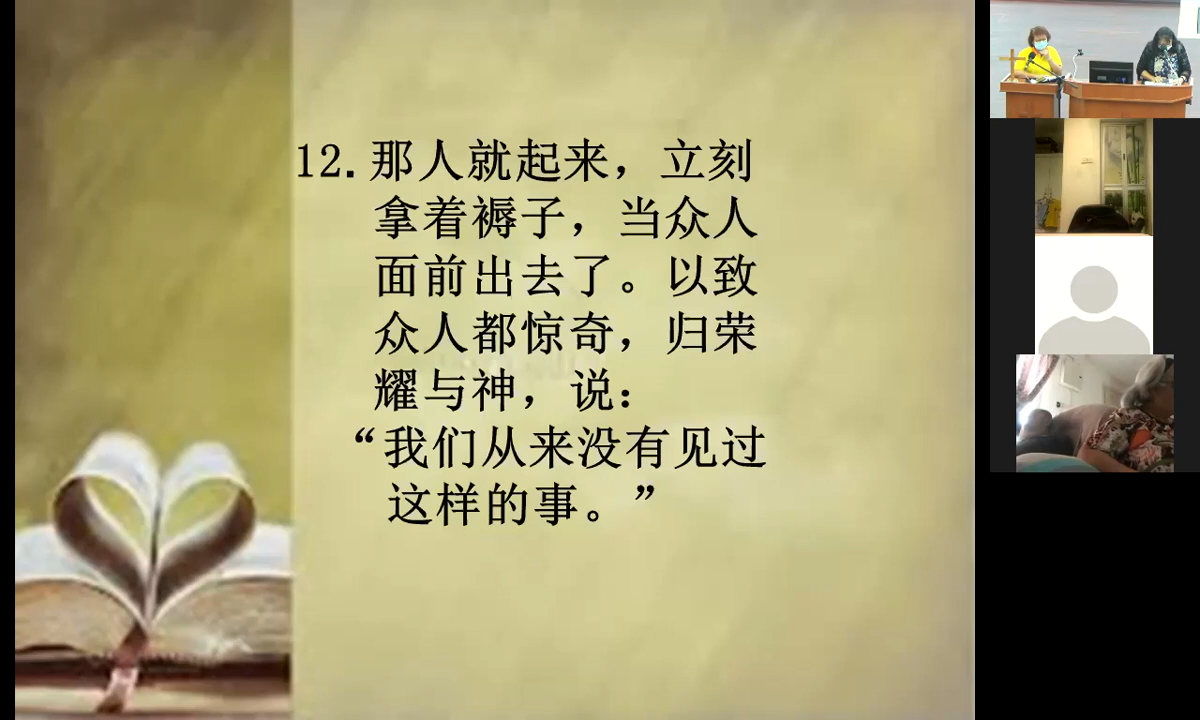 12.那人就起来，立刻
拿着褥子，当众人
面前出去了。以致
众人都惊奇，归荣
耀与神，说：
“我们从来没有见过
这样的事。”